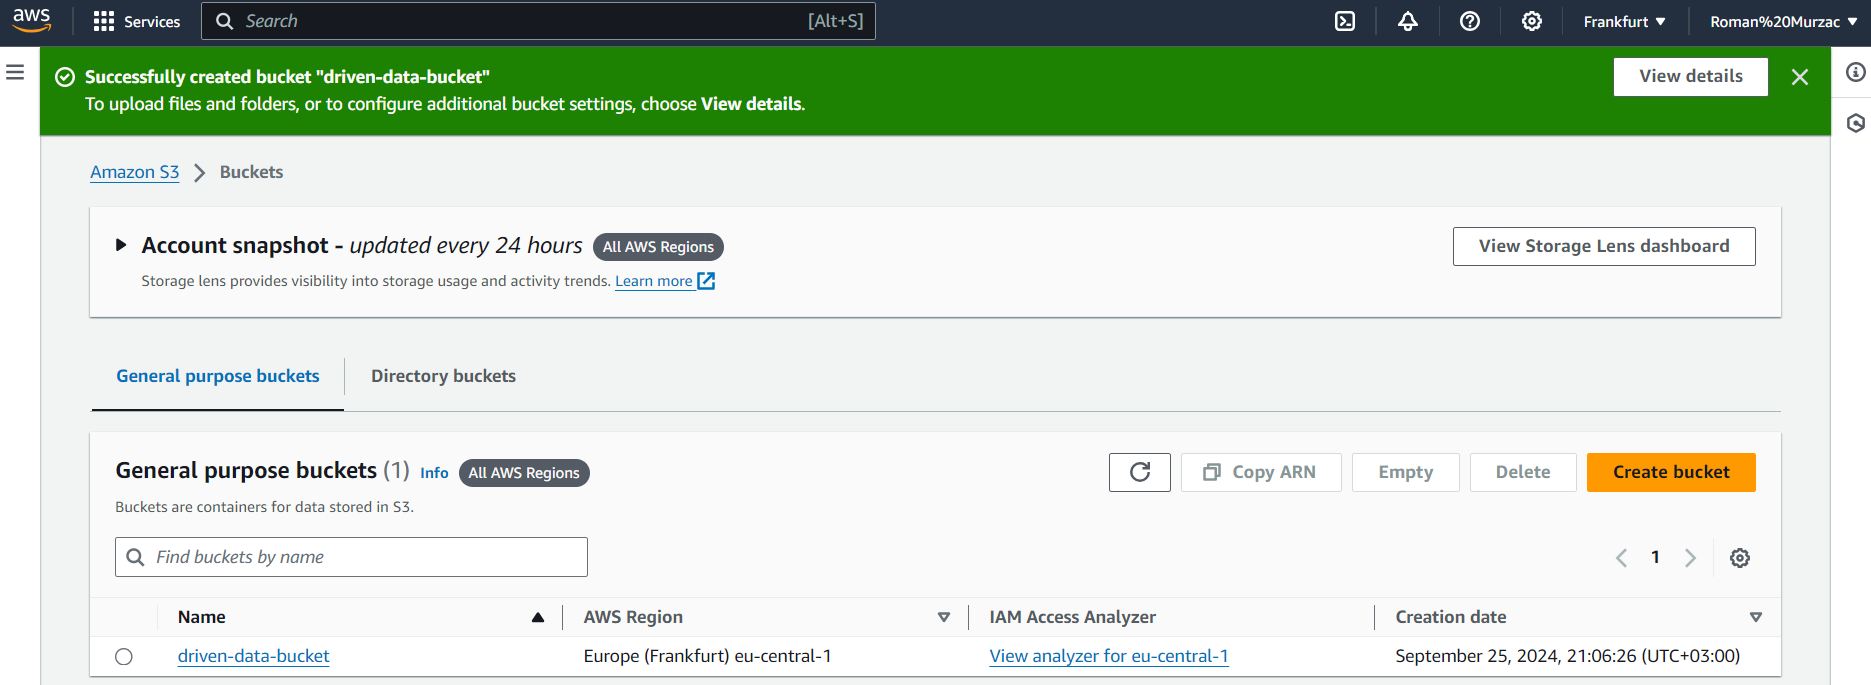 aws Services Search [Alt+S] Frankfurt Roman%20Murzac
Successfully created bucket "driven-data-bucket"
To upload files and folders, or to configure additional bucket settings, choose View details.
View details
Amazon S3 Buckets
Account snapshot - updated every 24 hours All AWS Regions
Storage lens provides visibility into storage usage and activity trends. Learn more
View Storage Lens dashboard
General purpose buckets Directory buckets
General purpose buckets (1) Info All AWS Regions
Buckets are containers for data stored in S3.
Copy ARN Empty Delete Create bucket
Find buckets by name
1
Name AWS Region IAM Access Analyzer Creation date
driven-data-bucket Europe (Frankfurt) eu-central-1 View analyzer for eu-central-1 September 25, 2024, 21:06:26 (UTC+03:00)